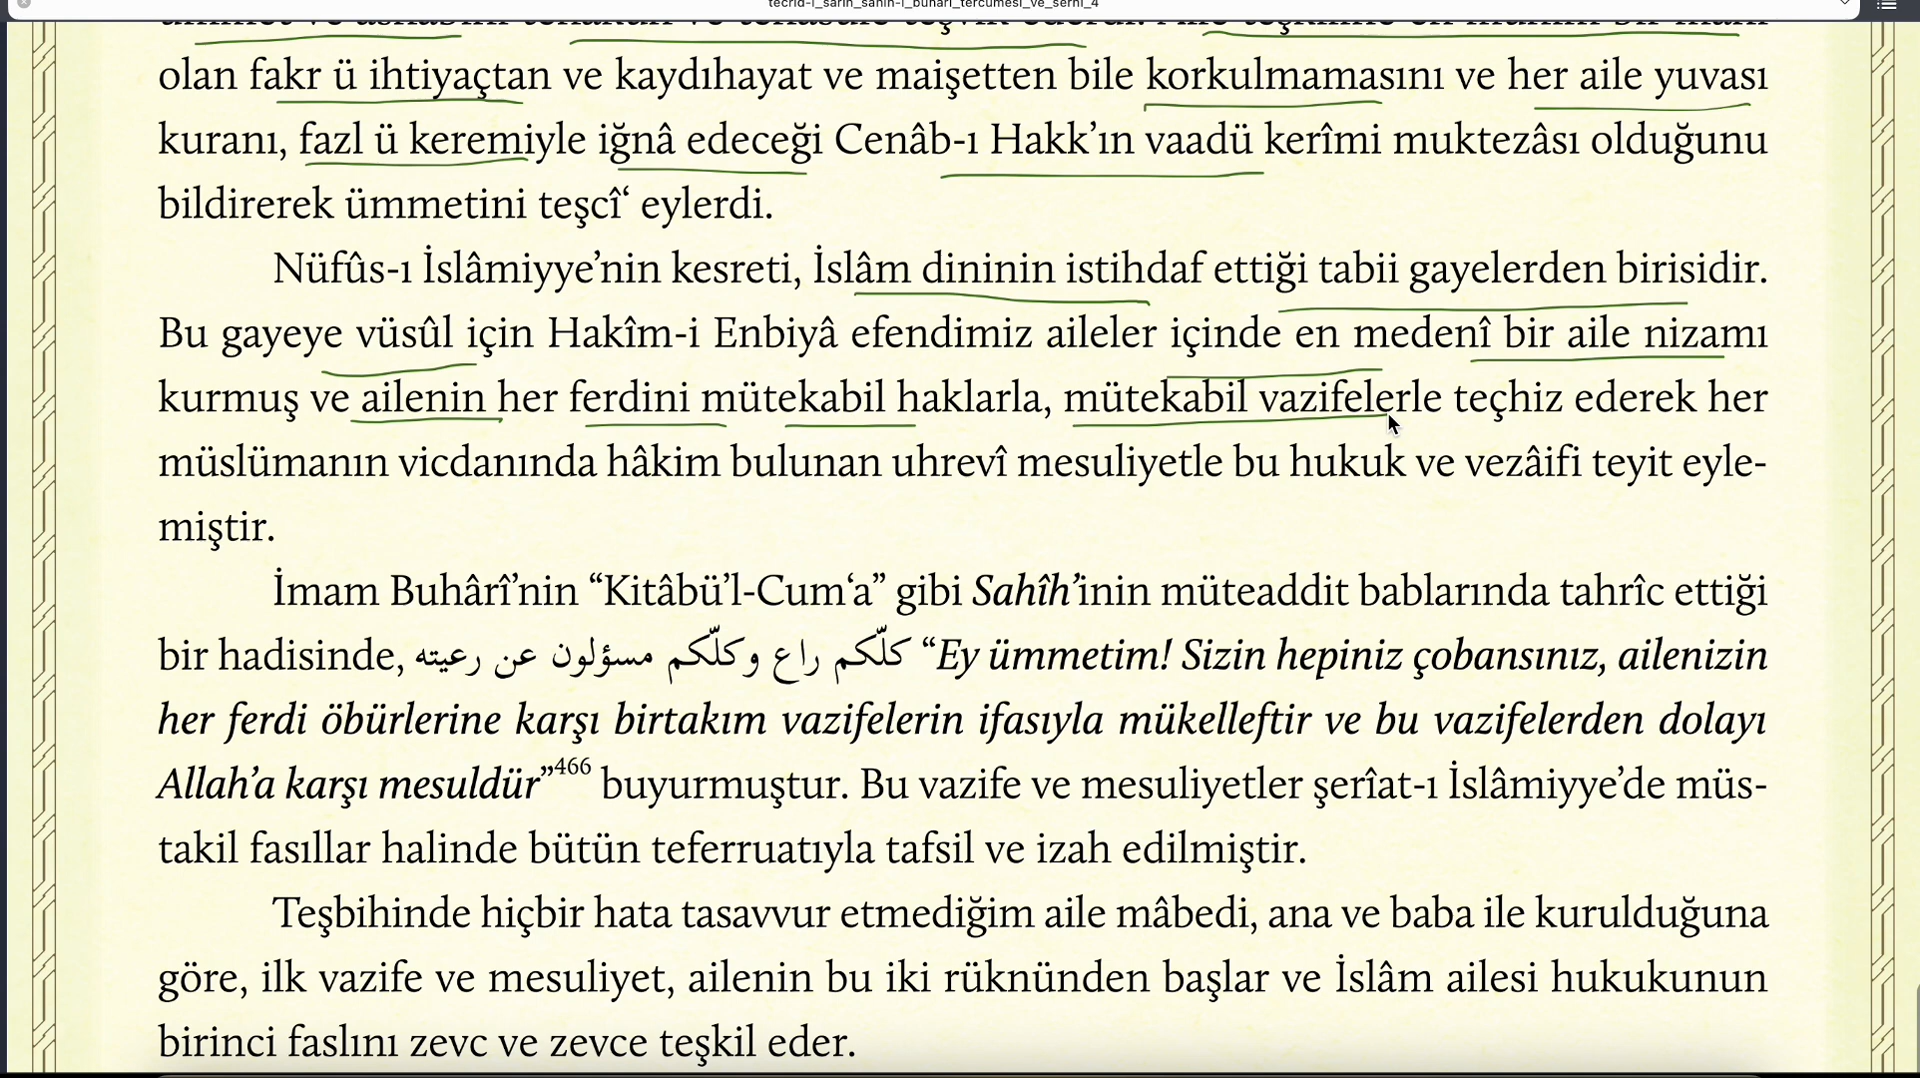 tecrid-i_sarih_sahih-i_buhari_tercumesi_ve_serhi_4
olan fakr ü ihtiyaçtan ve kaydıhayat ve maişetten bile korkulmamasını ve her aile yuvası
kuranı, fazl ü keremiyle iğnâ edeceği Cenâb-ı Hakk’ın vaadü kerîmi muktezâsı olduğunu
bildirerek ümmetini teşcî‘ eylerdi.
Nüfûs-ı İslâmiyye’nin kesreti, İslâm dininin istihdaf ettiği tabii gayelerden birisidir.
Bu gayeye vüsûl için Hakîm-i Enbiyâ efendimiz aileler içinde en medenî bir aile nizamı
kurmuş ve ailenin her ferdini mütekabil haklarla, mütekabil vazifelerle teçhiz ederek her
müslümanın vicdanında hâkim bulunan uhrevî mesuliyetle bu hukuk ve vezâifi teyit eyle-
miştir.
İmam Buhârî’nin “Kitâbü’l-Cum‘a” gibi Sahîh’inin müteaddit bablarında tahrîc ettiği
bir hadisinde, كلّكم راع وكلّكم مسؤلون عن رعيته “Ey ümmetim! Sizin hepiniz çobansınız, ailenizin
her ferdi öbürlerine karşı birtakım vazifelerin ifasıyla mükelleftir ve bu vazifelerden dolayı
Allah’a karşı mesuldür”466 buyurmuştur. Bu vazife ve mesuliyetler şerîat-ı İslâmiyye’de müs-
takil fasıllar halinde bütün teferruatıyla tafsil ve izah edilmiştir.
Teşbihinde hiçbir hata tasavvur etmediğim aile mâbedi, ana ve baba ile kurulduğuna
göre, ilk vazife ve mesuliyet, ailenin bu iki rüknünden başlar ve İslâm ailesi hukukunun
birinci faslını zevc ve zevce teşkil eder.